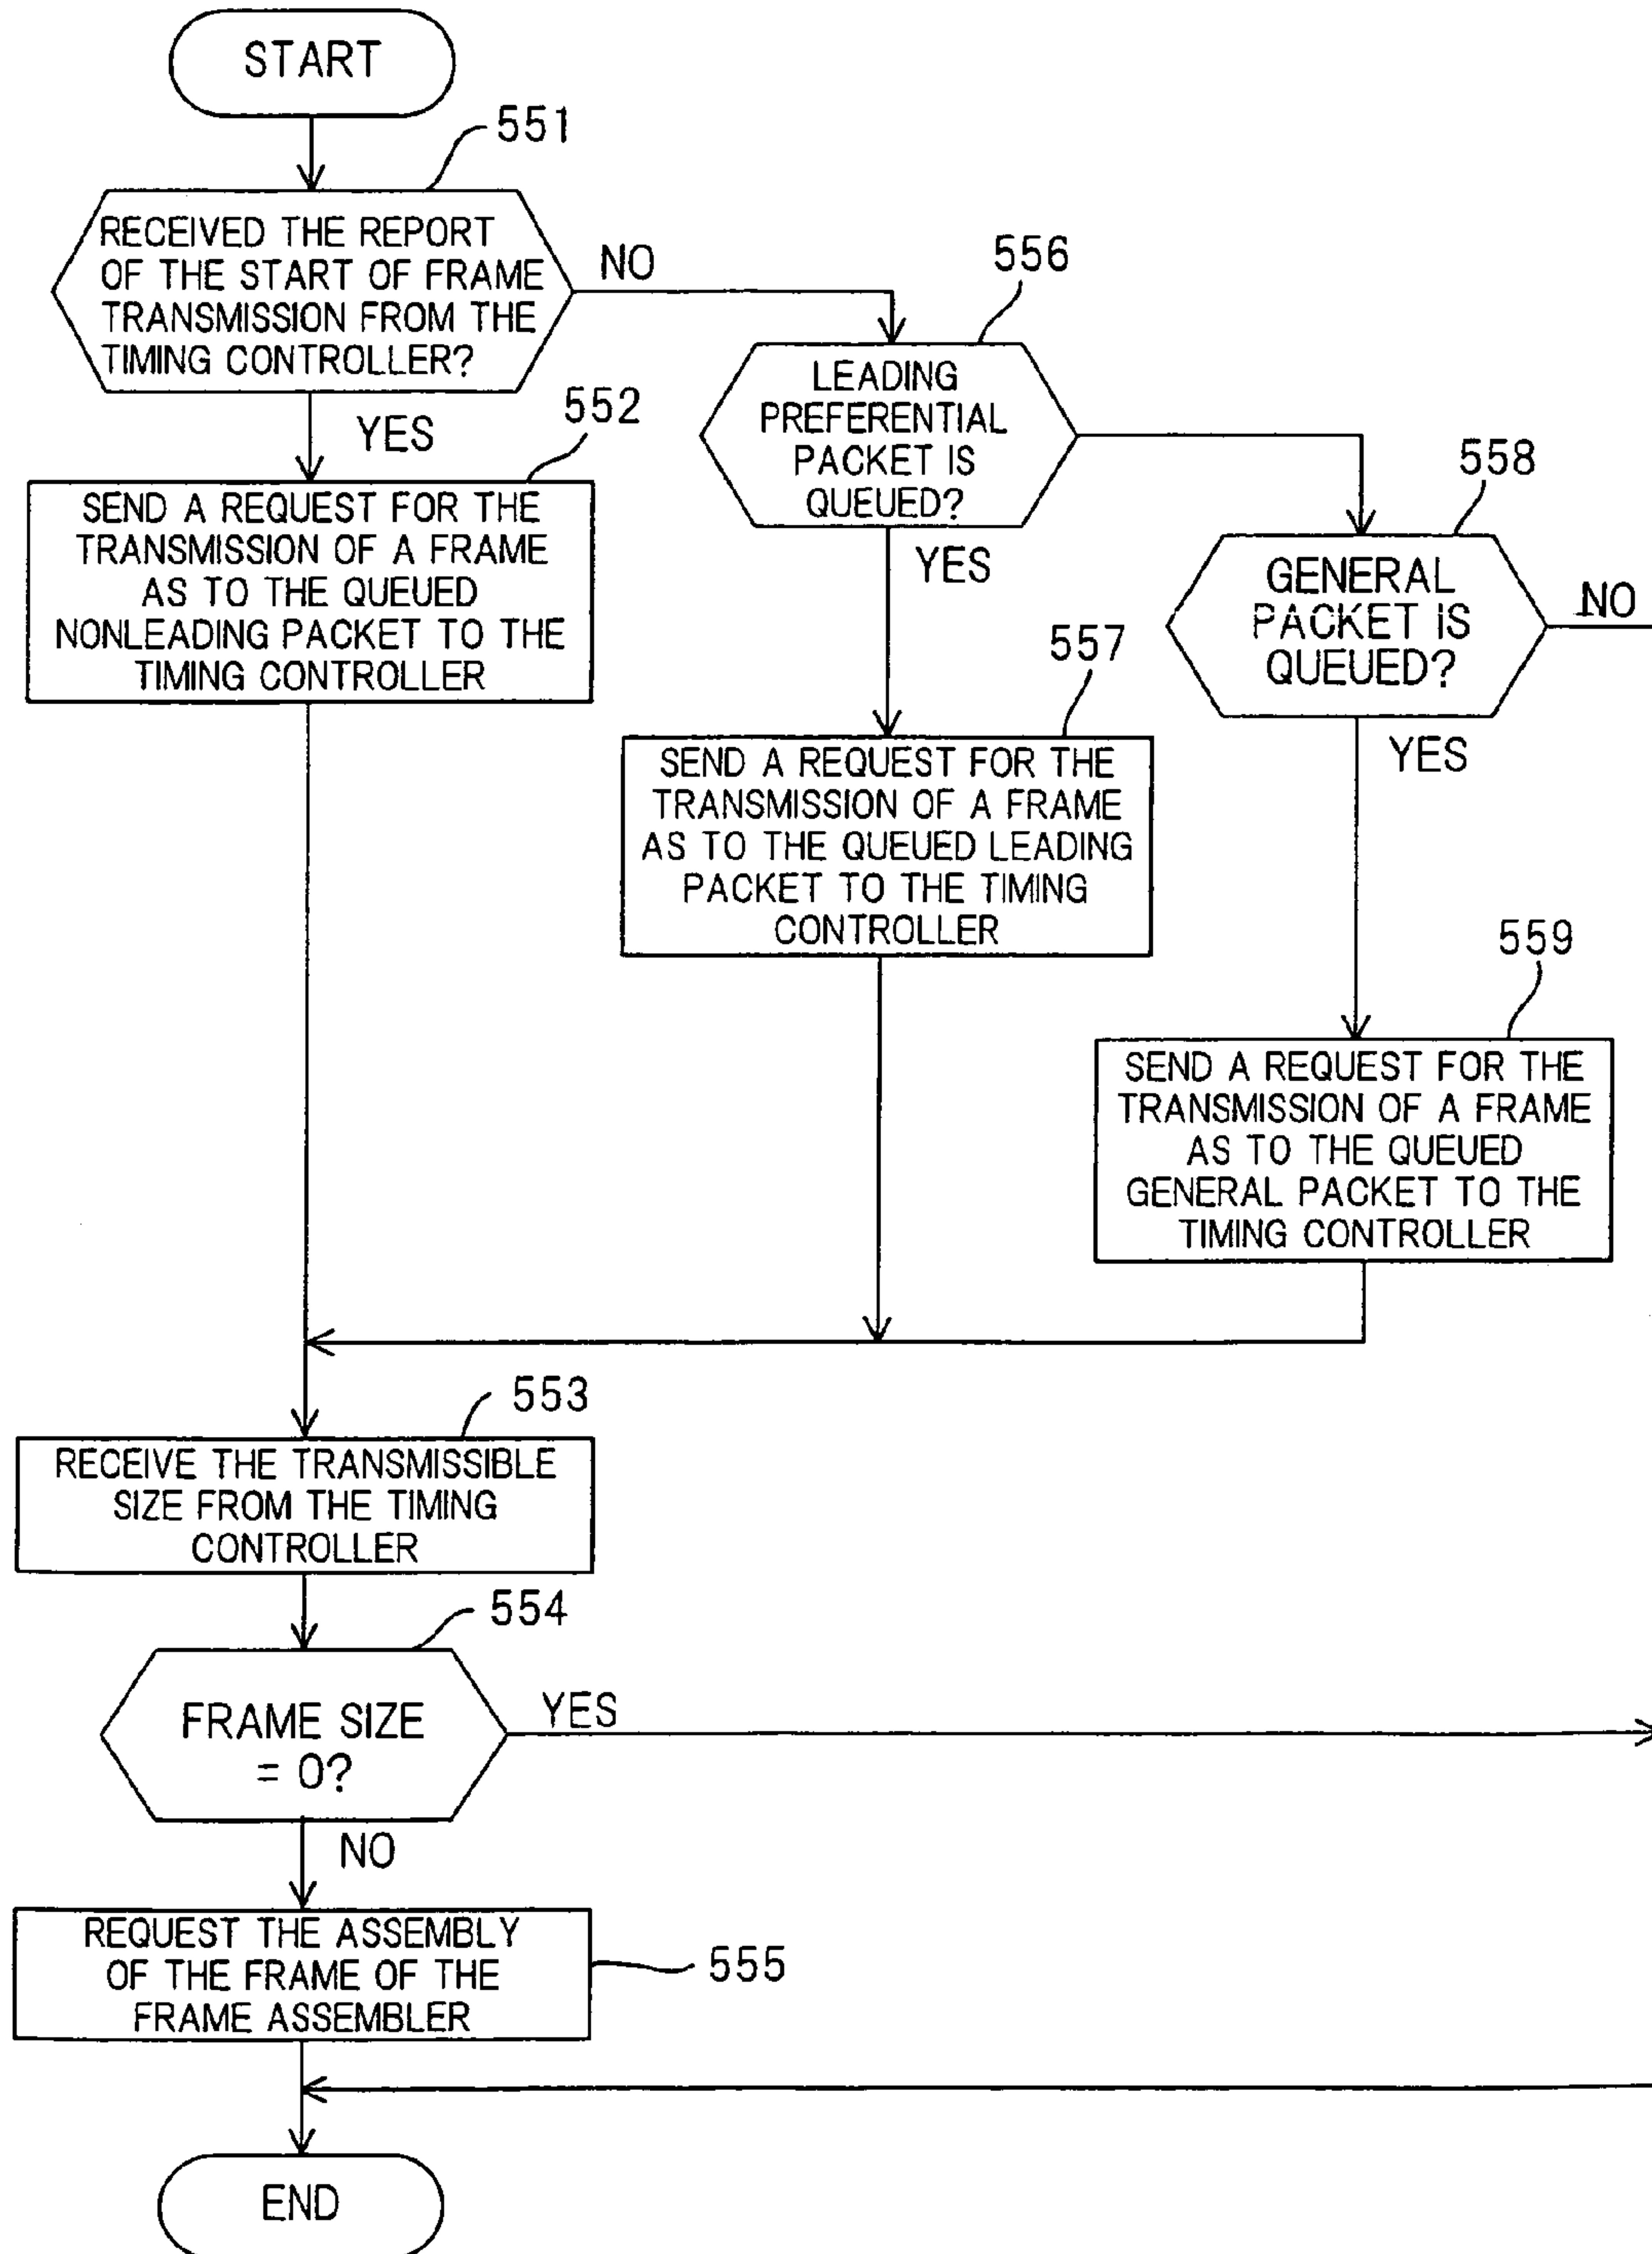 START
551
RECEIVED THE REPORT
OF THE START OF FRAME
TRANSMISSION FROM THE
TIMING CONTROLLER?
NO
YES
552
SEND A REQUEST FOR THE
TRANSMISSION OF A FRAME
AS TO THE QUEUED
NONLEADING PACKET TO THE
TIMING CONTROLLER
556
LEADING
PREFERENTIAL
PACKET IS
QUEUED?
YES
557
SEND A REQUEST FOR THE
TRANSMISSION OF A FRAME
AS TO THE QUEUED LEADING
PACKET TO THE TIMING
CONTROLLER
558
GENERAL
PACKET IS
QUEUED?
NO
YES
559
SEND A REQUEST FOR THE
TRANSMISSION OF A FRAME
AS TO THE QUEUED
GENERAL PACKET TO THE
TIMING CONTROLLER
553
RECEIVE THE TRANSMISSIBLE
SIZE FROM THE TIMING
CONTROLLER
554
FRAME SIZE
= 0?
YES
NO
REQUEST THE ASSEMBLY
OF THE FRAME OF THE
FRAME ASSEMBLER
555
END